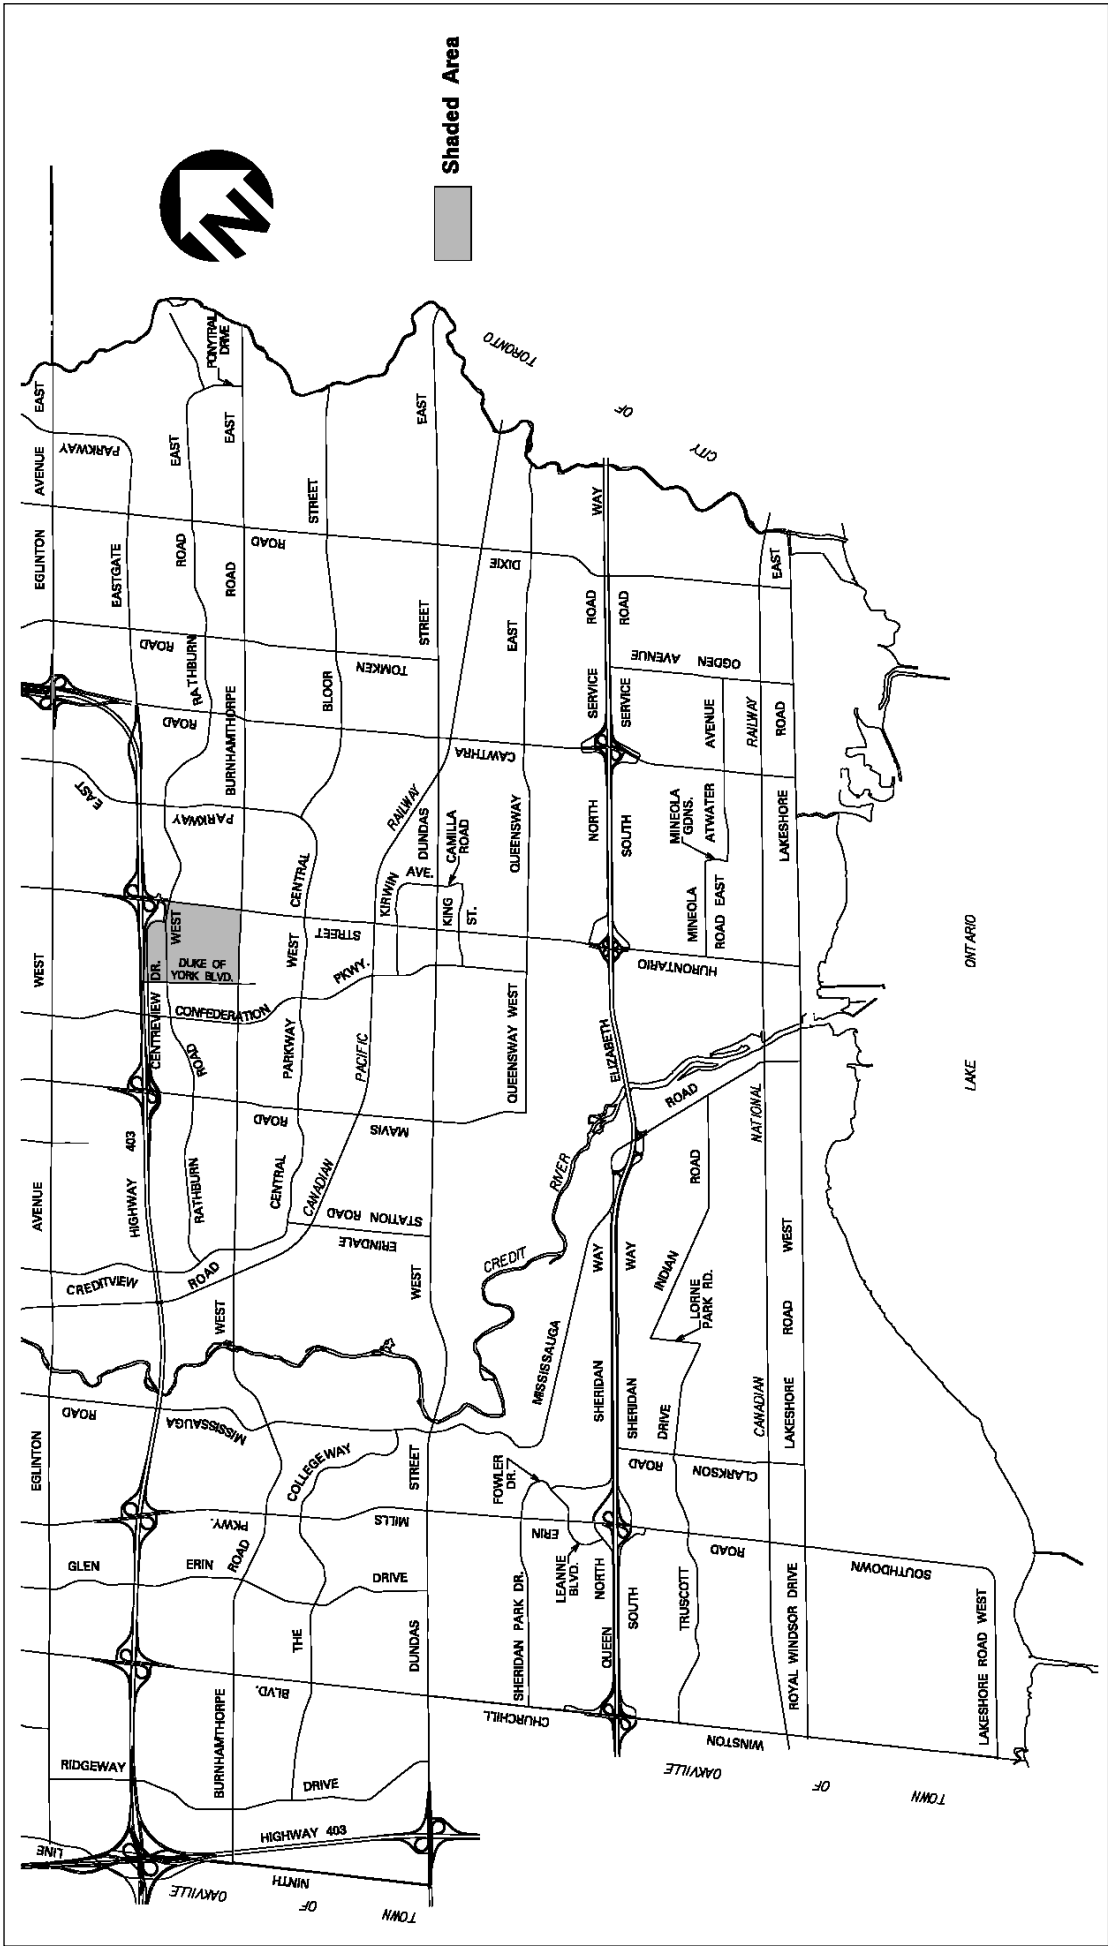 Shaded Area
N
EGLINTON
AVENUE
EAST
EGLINTON
AVENUE
WEST
EASTGATE
PARKWAY
RATHBURN
ROAD
EAST
PONYTRAIL
DRIVE
BURNHAMTHORPE
ROAD
EAST
BLOOR
STREET
DIXIE
ROAD
TOMKEN
ROAD
CAWTHRA
ROAD
CENTRAL
PARKWAY
EAST
DUNDAS
STREET
EAST
QUEENSWAY
EAST
NORTH
SERVICE
ROAD
SOUTH
SERVICE
ROAD
QUEEN
ELIZABETH
WAY
OGDEN
AVENUE
ATWATER
AVENUE
MINEOLA
GDNS.
MINEOLA
ROAD EAST
LAKESHORE
ROAD
EAST
CANADIAN
NATIONAL
RAILWAY
CITY
OF
TORONTO
LAKE
ONTARIO
HURONTARIO
STREET
KIRWIN
AVE.
CAMILLA
ROAD
KING
ST.
CONFEDERATION
PKWY.
DUKE OF
YORK BLVD.
CENTREVIEW
DR.
RATHBURN
ROAD
WEST
HIGHWAY
403
MAVIS
ROAD
CENTRAL
PARKWAY
WEST
CANADIAN
PACIFIC
RAILWAY
QUEENSWAY WEST
ERINDALE
STATION ROAD
CREDITVIEW
ROAD
CREDIT
RIVER
MISSISSAUGA
ROAD
MISSISSAUGA
ROAD
INDIAN
ROAD
LORNE
PARK RD.
TRUSCOTT
DRIVE
NORTH
SHERIDAN
WAY
SOUTH
SHERIDAN
WAY
CLARKSON
ROAD
LAKESHORE
ROAD
WEST
SOUTHDOWN
ROAD
ERIN
MILLS
PKWY.
FOWLER
DR.
LEANNE
BLVD.
SHERIDAN PARK DR.
THE
COLLEGEWAY
GLEN
ERIN
DRIVE
DUNDAS
STREET
WEST
BURNHAMTHORPE
ROAD
WEST
WINSTON
CHURCHILL
BLVD.
ROYAL WINDSOR DRIVE
LAKESHORE ROAD WEST
RIDGEWAY
DRIVE
HIGHWAY 403
NINTH
LINE
TOWN
OF
OAKVILLE
TOWN
OF
OAKVILLE